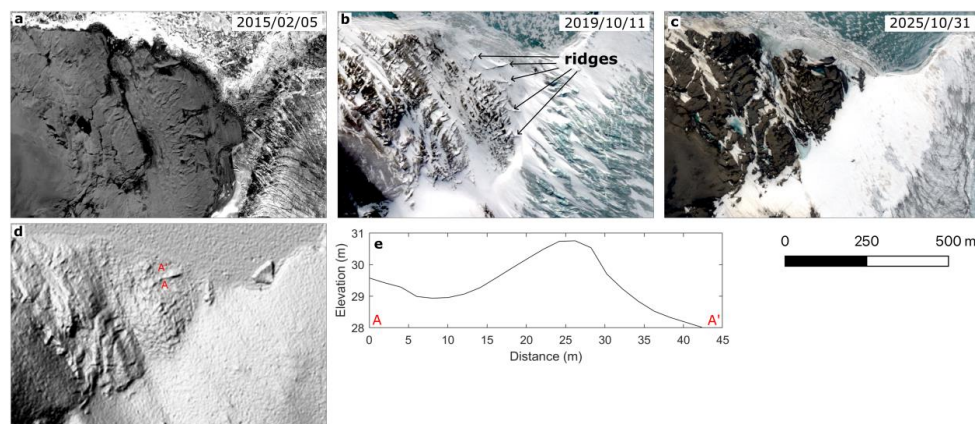 a 2015/02/05
b 2019/10/11
ridges
c 2025/10/31
d
A'
A
e
Elevation (m)
31
30
29
28
A A'
0 5 10 15 20 25 30 35 40 45
Distance (m)
0 250 500 m